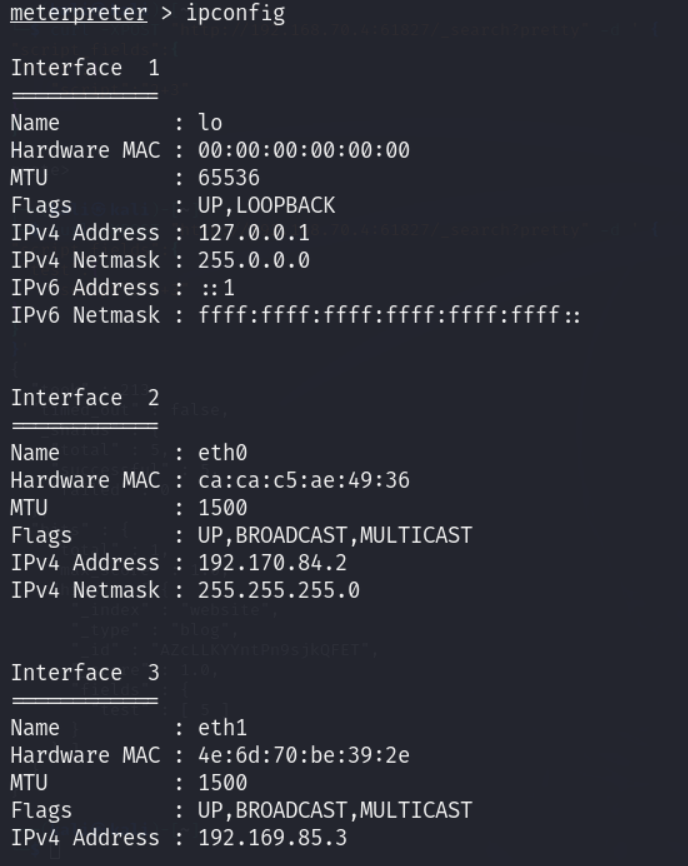 meterpreter > ipconfig
Interface  1
============
Name         : lo
Hardware MAC : 00:00:00:00:00:00
MTU          : 65536
Flags        : UP,LOOPBACK
IPv4 Address : 127.0.0.1
IPv4 Netmask : 255.0.0.0
IPv6 Address : ::1
IPv6 Netmask : ffff:ffff:ffff:ffff:ffff:ffff::
Interface  2
============
Name         : eth0
Hardware MAC : ca:ca:c5:ae:49:36
MTU          : 1500
Flags        : UP,BROADCAST,MULTICAST
IPv4 Address : 192.170.84.2
IPv4 Netmask : 255.255.255.0
Interface  3
============
Name         : eth1
Hardware MAC : 4e:6d:70:be:39:2e
MTU          : 1500
Flags        : UP,BROADCAST,MULTICAST
IPv4 Address : 192.169.85.3